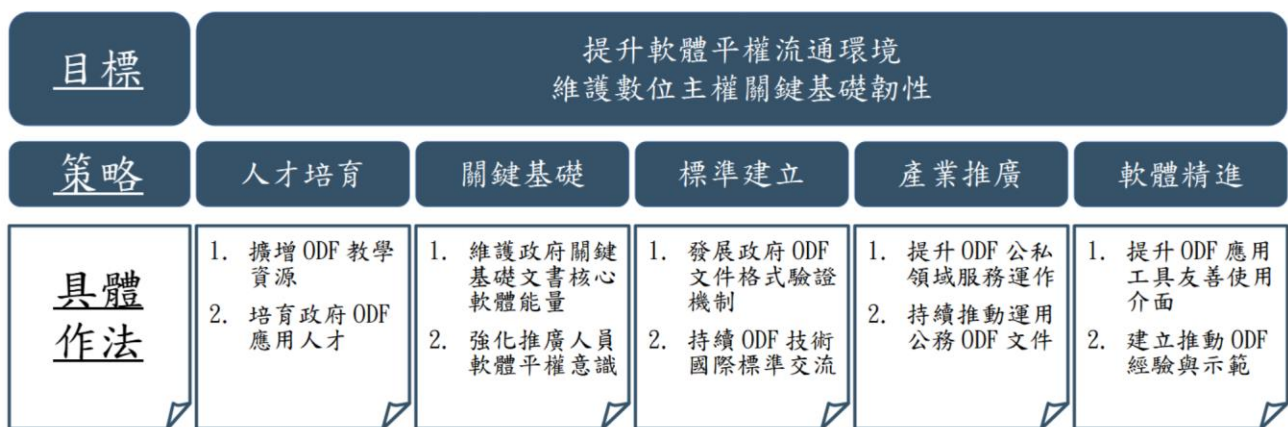 目標
提升軟體平權流通環境
維護數位主權關鍵基礎韌性
策略
人才培育
關鍵基礎
標準建立
產業推廣
軟體精進
具體
作法
1. 擴增 ODF 教學
資源
2. 培育政府 ODF
應用人才
1. 維護政府關鍵
基礎文書核心
軟體能量
2. 強化推廣人員
軟體平權意識
1. 發展政府 ODF
文件格式驗證
機制
2. 持續 ODF 技術
國際標準交流
1. 提升 ODF 公私
領域服務運作
2. 持續推動運用
公務 ODF 文件
1. 提升 ODF 應用
工具友善使用
介面
2. 建立推動 ODF
經驗與示範